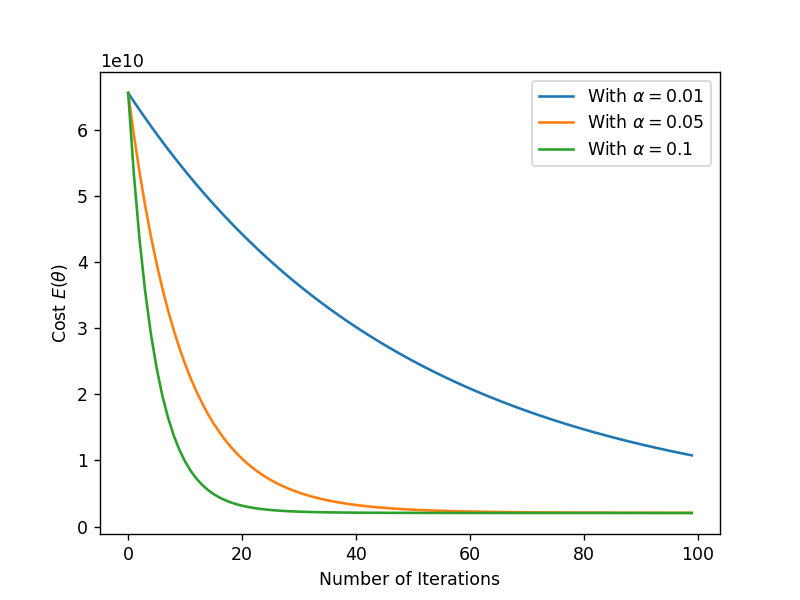 1e10
With α = 0.01
With α = 0.05
With α = 0.1
6
5
4
3
2
1
0
Cost E(θ)
0 20 40 60 80 100
Number of Iterations